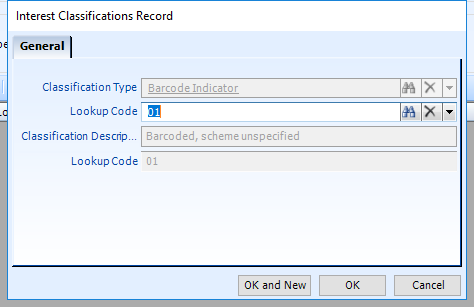 Interest Classifications Record
General
Classification Type Barcode Indicator
Lookup Code 01
Classification Descrip... Barcoded, scheme unspecified
Lookup Code 01
OK and New OK Cancel